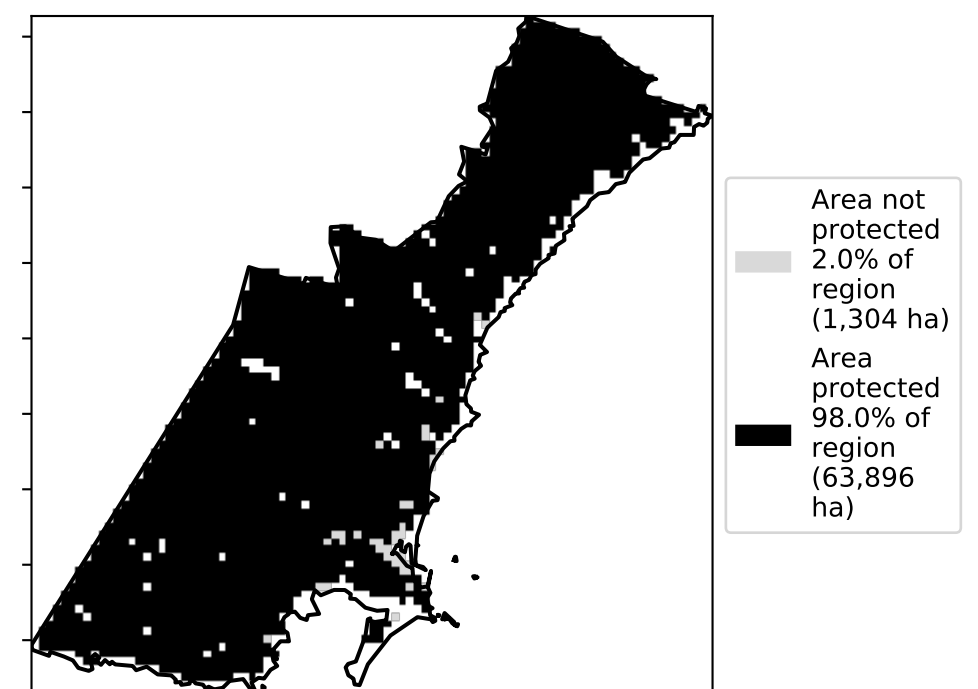 Area not
protected
2.0% of
region
(1,304 ha)
Area
protected
98.0% of
region
(63,896
ha)